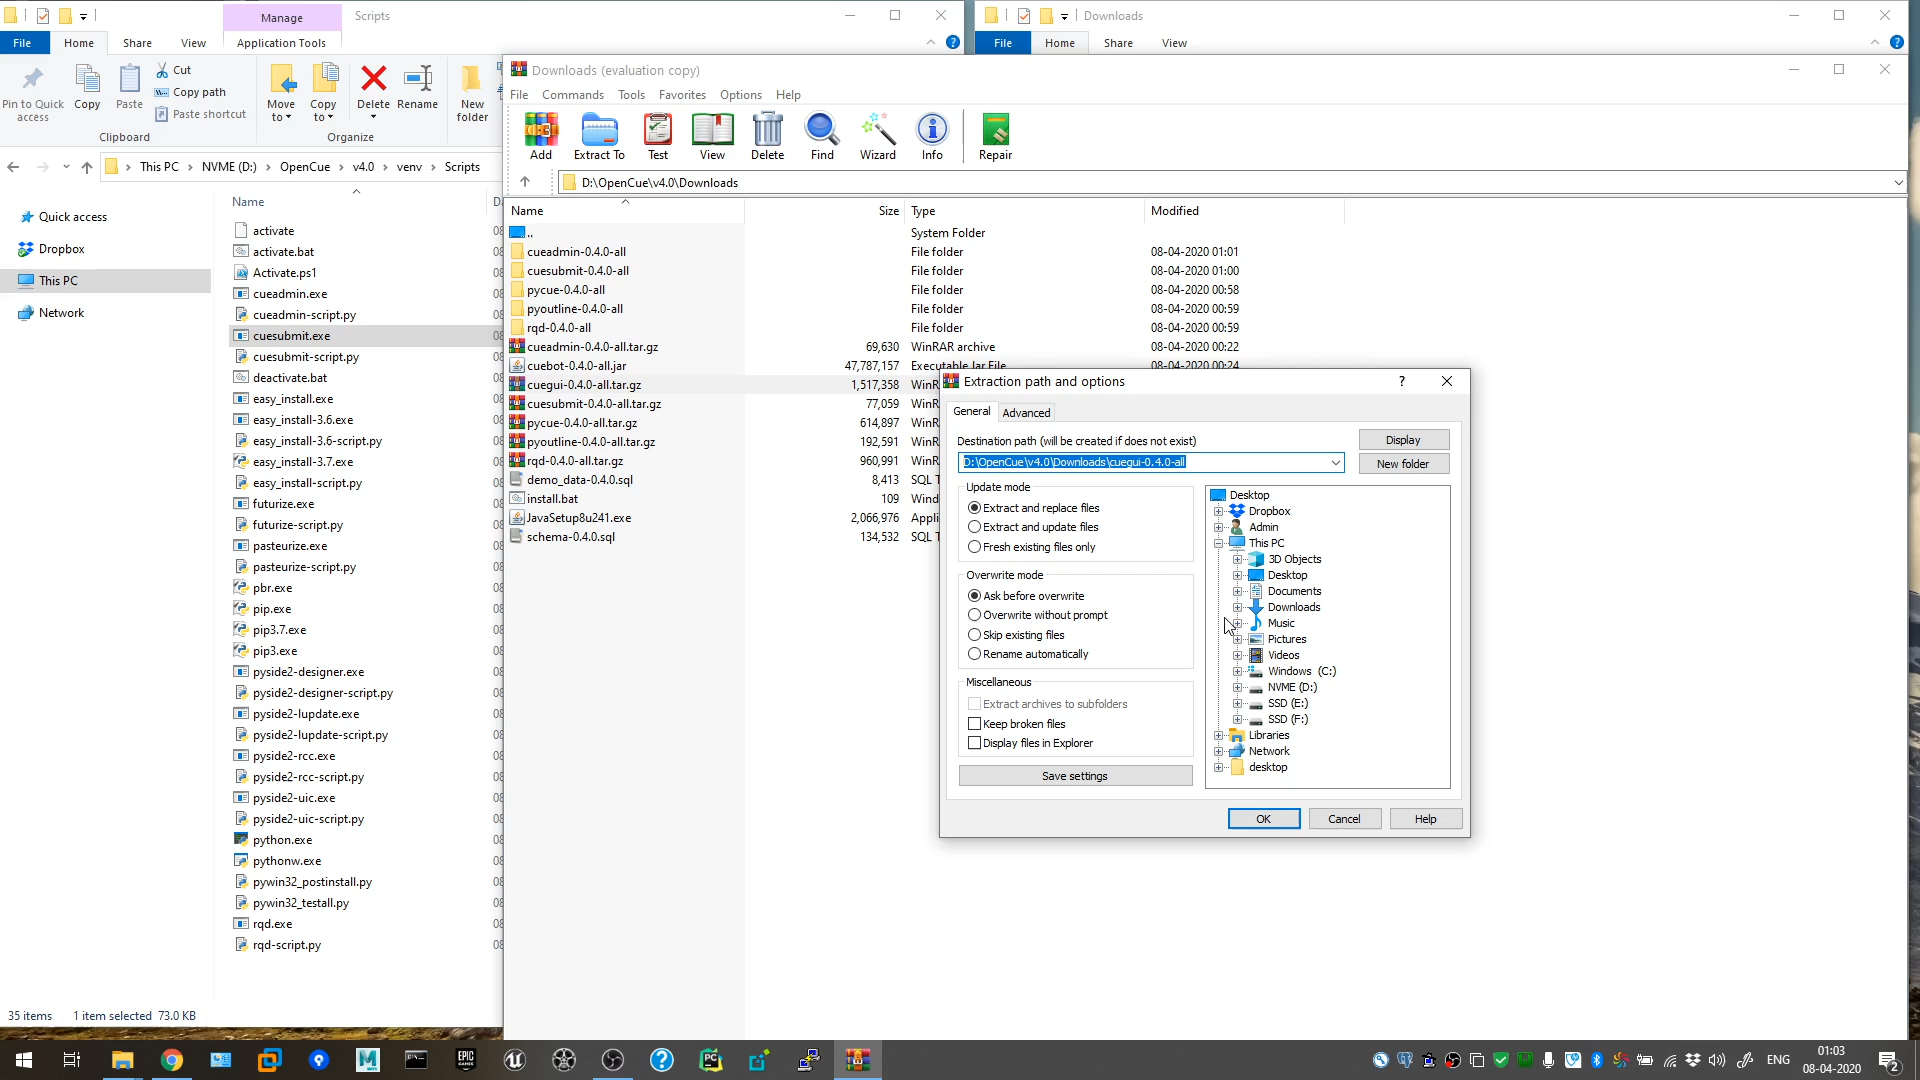 Manage
Scripts
File
Home
Share
View
Application Tools
Pin to Quick access
Copy
Paste
Cut
Copy path
Paste shortcut
Clipboard
Move to
Copy to
Delete
Rename
New folder
Organize
This PC
NVME (D:)
OpenCue
v4.0
venv
Scripts
Quick access
Dropbox
This PC
Network
Name
activate
activate.bat
Activate.ps1
cueadmin.exe
cueadmin-script.py
cuesubmit.exe
cuesubmit-script.py
deactivate.bat
easy_install.exe
easy_install-3.6.exe
easy_install-3.6-script.py
easy_install-3.7.exe
easy_install-script.py
futurize.exe
futurize-script.py
pasteurize.exe
pasteurize-script.py
pbr.exe
pip.exe
pip3.7.exe
pip3.exe
pyside2-designer.exe
pyside2-designer-script.py
pyside2-lupdate.exe
pyside2-lupdate-script.py
pyside2-rcc.exe
pyside2-rcc-script.py
pyside2-uic.exe
pyside2-uic-script.py
python.exe
pythonw.exe
pywin32_postinstall.py
pywin32_testall.py
rqd.exe
rqd-script.py
35 items 1 item selected 73.0 KB
Downloads
File
Home
Share
View
Downloads (evaluation copy)
File Commands Tools Favorites Options Help
Add
Extract To
Test
View
Delete
Find
Wizard
Info
Repair
D:\OpenCue\v4.0\Downloads
Name Size Type Modified
.. System Folder
cueadmin-0.4.0-all File folder 08-04-2020 01:01
cuesubmit-0.4.0-all File folder 08-04-2020 01:00
pycue-0.4.0-all File folder 08-04-2020 00:58
pyoutline-0.4.0-all File folder 08-04-2020 00:59
rqd-0.4.0-all File folder 08-04-2020 00:59
cueadmin-0.4.0-all.tar.gz 69,630 WinRAR archive 08-04-2020 00:22
cuebot-0.4.0-all.jar 47,787,157 Executable Jar File 08-04-2020 00:24
cuegui-0.4.0-all.tar.gz 1,517,358 WinR
cuesubmit-0.4.0-all.tar.gz 77,059 WinR
pycue-0.4.0-all.tar.gz 614,897 WinR
pyoutline-0.4.0-all.tar.gz 192,591 WinR
rqd-0.4.0-all.tar.gz 960,991 WinR
demo_data-0.4.0.sql 8,413 SQL T
install.bat 109 Wind
JavaSetup8u241.exe 2,066,976 Appli
schema-0.4.0.sql 134,532 SQL T
Extraction path and options
General
Advanced
Destination path (will be created if does not exist)
Display
D:\OpenCue\v4.0\Downloads\cuegui-0.4.0-all
New folder
Update mode
Extract and replace files
Extract and update files
Fresh existing files only
Overwrite mode
Ask before overwrite
Overwrite without prompt
Skip existing files
Rename automatically
Miscellaneous
Extract archives to subfolders
Keep broken files
Display files in Explorer
Save settings
Desktop
Dropbox
Admin
This PC
3D Objects
Desktop
Documents
Downloads
Music
Pictures
Videos
Windows (C:)
NVME (D:)
SSD (E:)
SSD (F:)
Libraries
Network
desktop
OK
Cancel
Help
ENG
01:03
08-04-2020
2